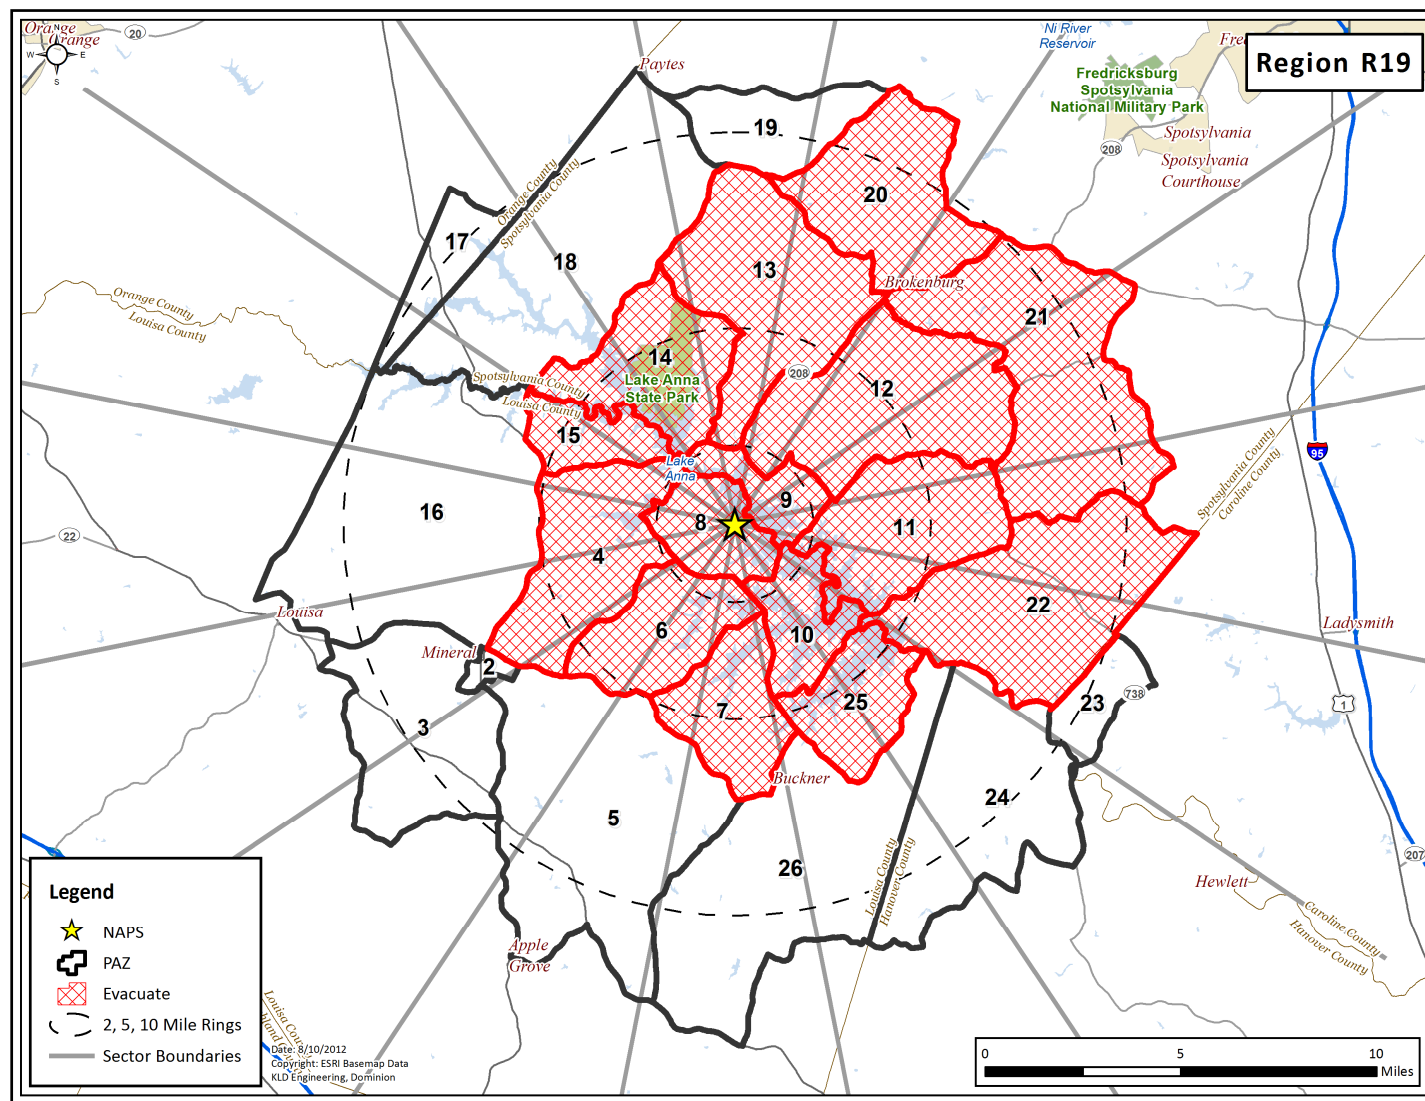 Orange
Orange
N
W E
S
20
Paytes
Ni River
Reservoir
Region R19
Fredricksburg
Spotsylvania
National Military Park
Spotsylvania
208
Spotsylvania
Courthouse
19
20
Orange County
Spotsylvania County
17
18
13
Brokenburg
Orange County
Louisa County
21
14
Lake Anna
State Park
208
12
Spotsylvania County
Louisa County
15
Lake
Anna
Spotsylvania County
Caroline County
95
16
8
9
11
22
4
Louisa
6
10
22
Ladysmith
Mineral
2
3
7
25
23
738
1
Buckner
5
24
26
Louisa County
Hanover County
207
Hewlett
Caroline County
Hanover County
Apple
Grove
Legend
NAPS
PAZ
Evacuate
2, 5, 10 Mile Rings
Sector Boundaries
Louisa County
Date: 8/10/2012
Copyright: ESRI Basemap Data
KLD Engineering, Dominion
0 5 10
Miles